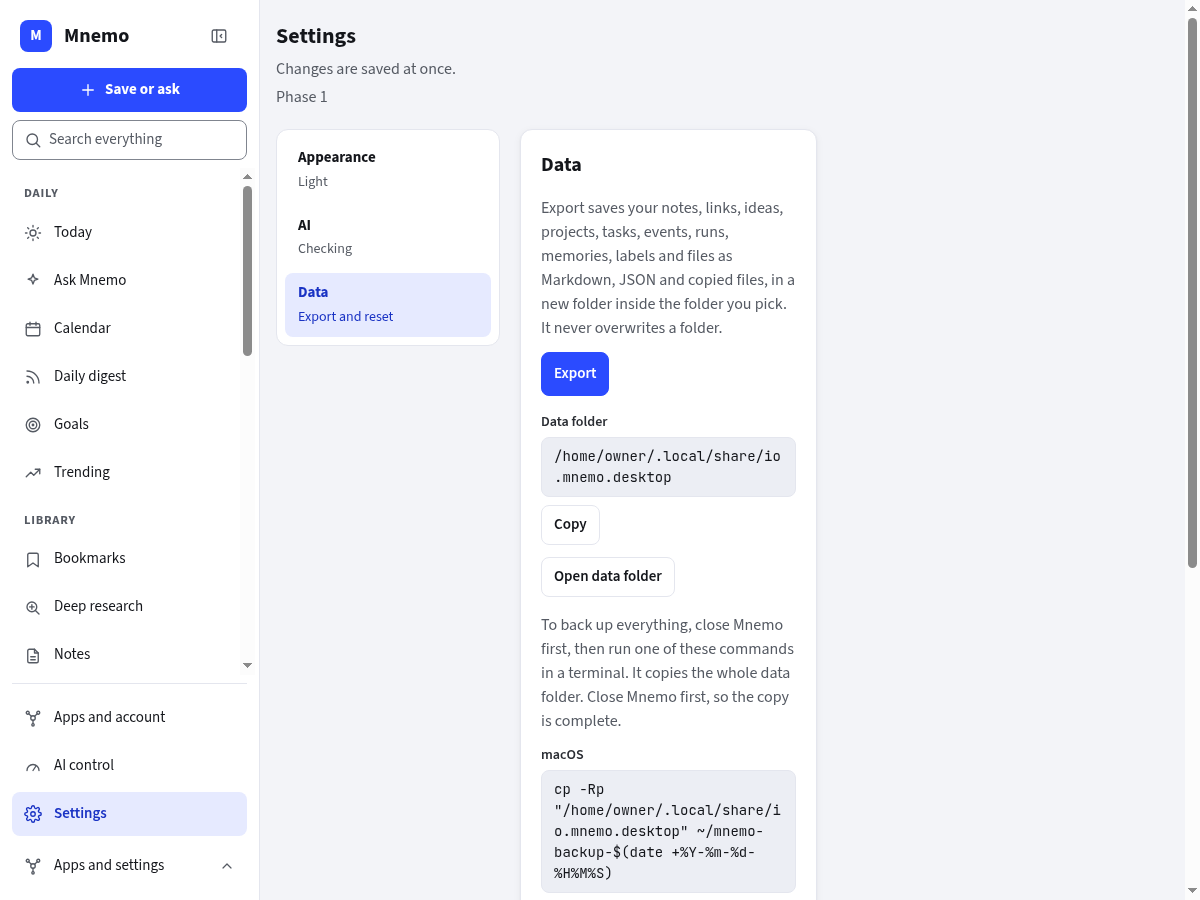 M Mnemo
Save or ask
Search everything
DAILY
Today
Ask Mnemo
Calendar
Daily digest
Goals
Trending
LIBRARY
Bookmarks
Deep research
Notes
Apps and account
AI control
Settings
Apps and settings
Settings
Changes are saved at once.
Phase 1
Appearance
Light
AI
Checking
Data
Export and reset
Data
Export saves your notes, links, ideas,
projects, tasks, events, runs,
memories, labels and files as
Markdown, JSON and copied files, in a
new folder inside the folder you pick.
It never overwrites a folder.
Export
Data folder
/home/owner/.local/share/io
.mnemo.desktop
Copy
Open data folder
To back up everything, close Mnemo
first, then run one of these commands
in a terminal. It copies the whole data
folder. Close Mnemo first, so the copy
is complete.
macOS
cp -Rp
"/home/owner/.local/share/i
o.mnemo.desktop" ~/mnemo-
backup-$(date +%Y-%m-%d-
%H%M%S)